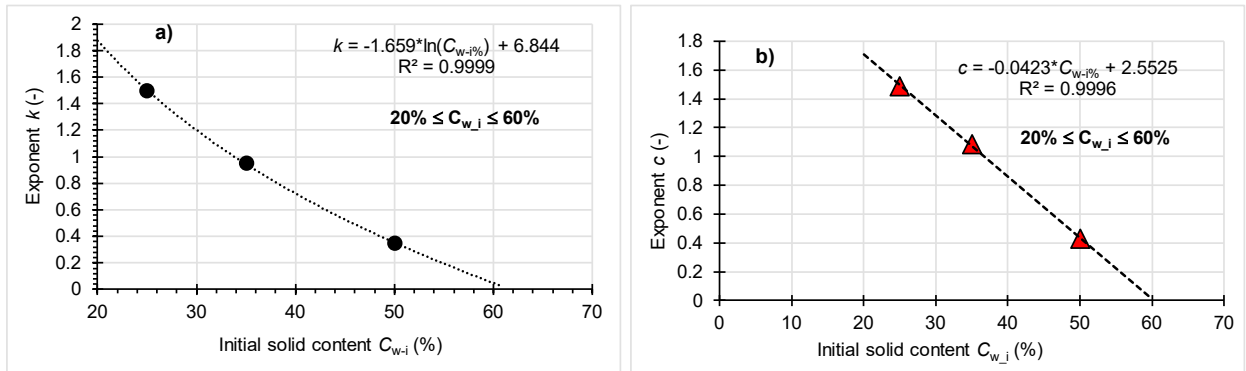 a)
k = -1.659*ln(Cw-i%) + 6.844
R² = 0.9999
20% ≤ Cw_i ≤ 60%
Exponent k (-)
2
1.8
1.6
1.4
1.2
1
0.8
0.6
0.4
0.2
0
20 30 40 50 60 70
Initial solid content Cw-i (%)
b)
c = -0.0423*Cw-i% + 2.5525
R² = 0.9996
20% ≤ Cw_i ≤ 60%
Exponent c (-)
1.8
1.6
1.4
1.2
1
0.8
0.6
0.4
0.2
0
0 10 20 30 40 50 60 70
Initial solid content Cw_i (%)